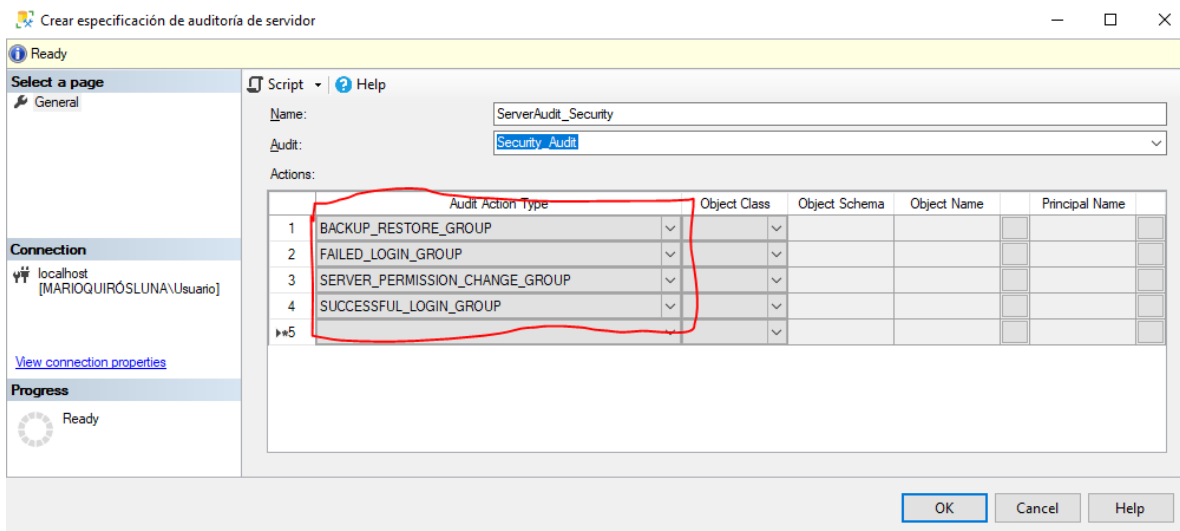 Crear especificación de auditoría de servidor
Ready
Select a page
General
Script
Help
Name:
ServerAudit_Security
Audit:
Security_Audit
Actions:
Audit Action Type
Object Class
Object Schema
Object Name
Principal Name
1
BACKUP_RESTORE_GROUP
2
FAILED_LOGIN_GROUP
3
SERVER_PERMISSION_CHANGE_GROUP
4
SUCCESSFUL_LOGIN_GROUP
*5
Connection
localhost
[MARIOQUIRÓSLUNA\Usuario]
View connection properties
Progress
Ready
OK
Cancel
Help